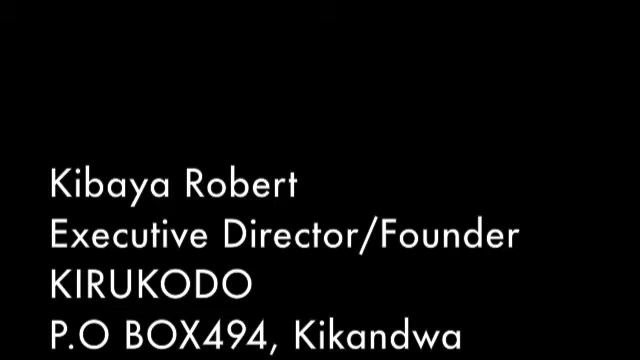 Kibaya Robert
Executive Director/Founder
KIRUKODO
P.O BOX494, Kikandwa